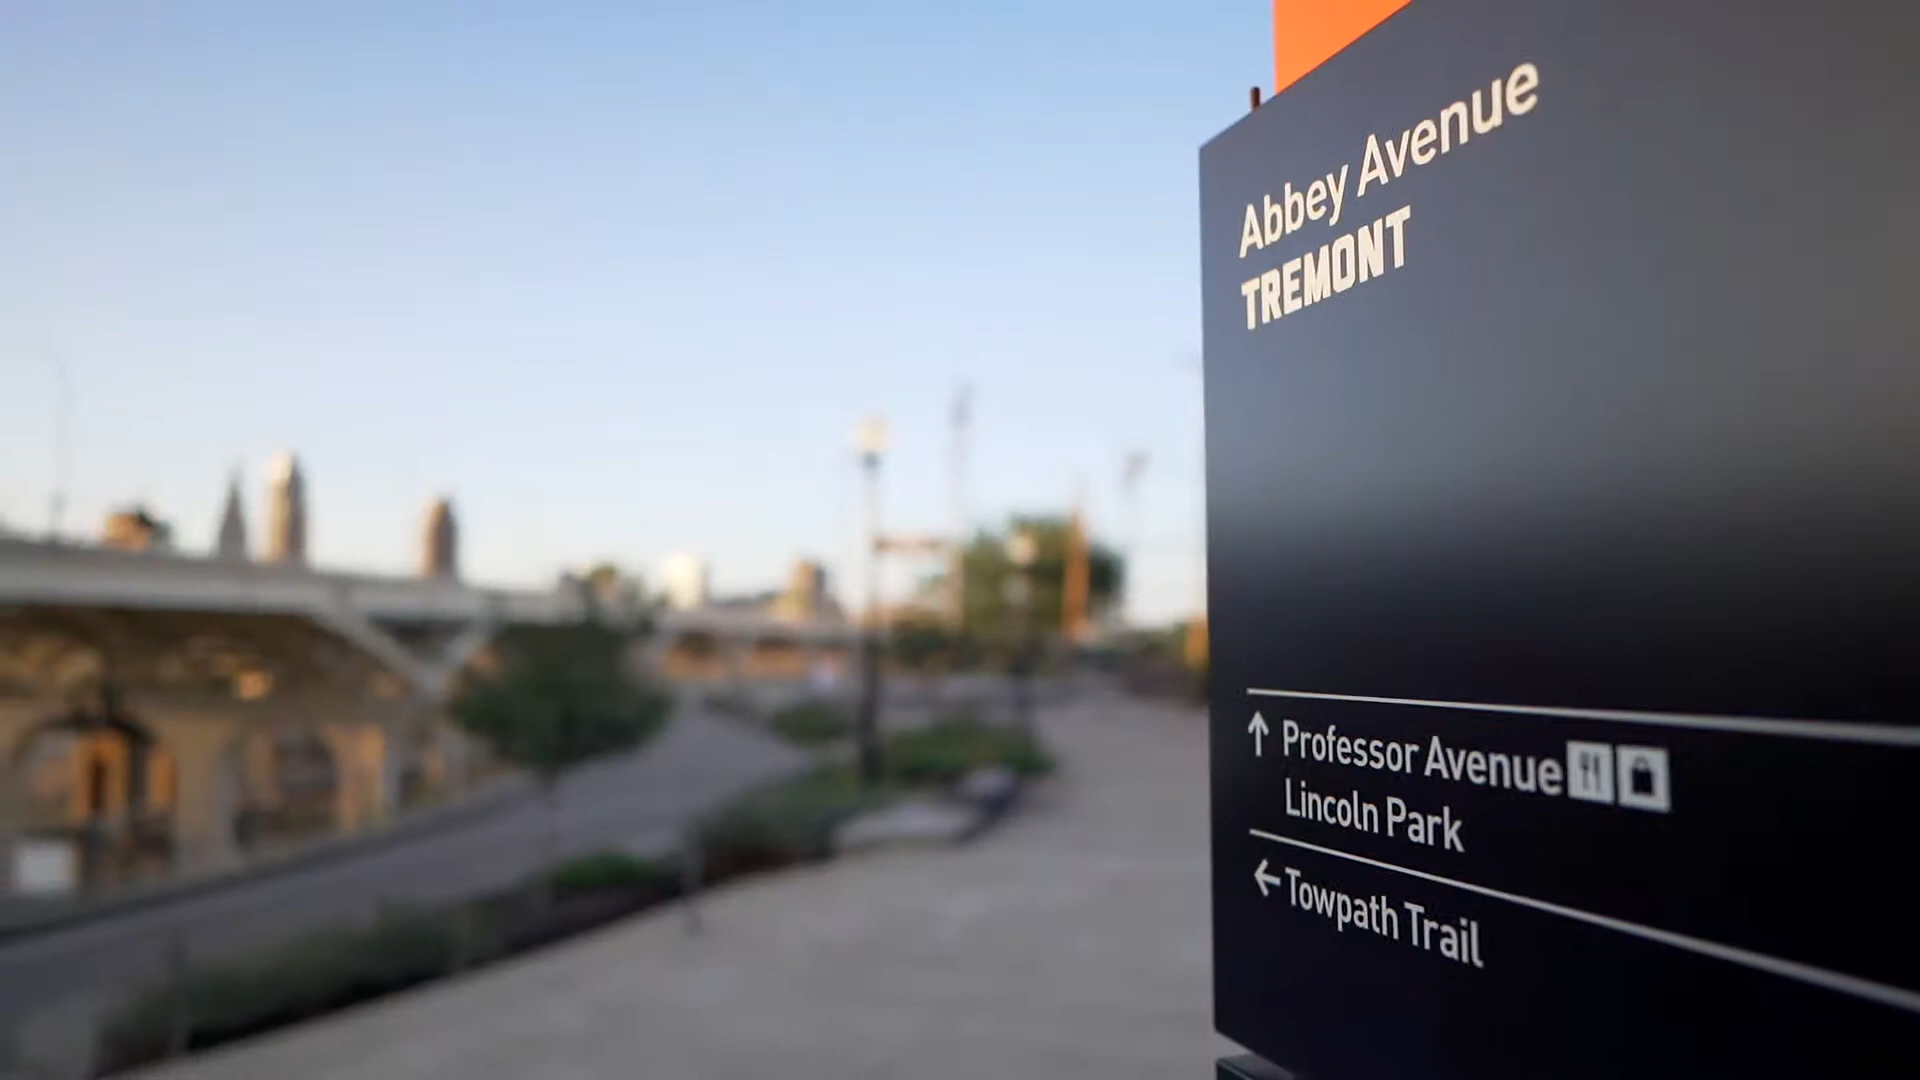 Abbey Avenue
TREMONT
↑ Professor Avenue
Lincoln Park
← Towpath Trail